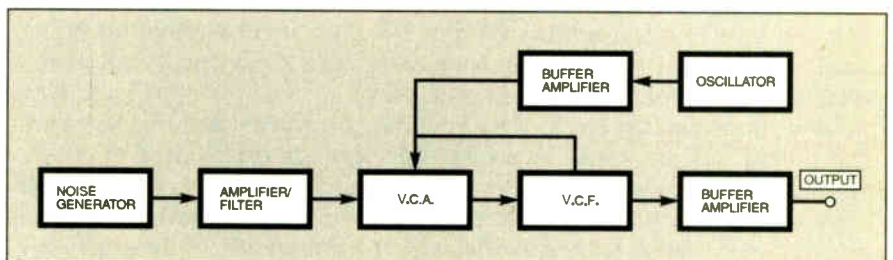 BUFFER
AMPLIFIER
OSCILLATOR
NOISE
GENERATOR
AMPLIFIER/
FILTER
V.C.A.
V.C.F.
BUFFER
AMPLIFIER
OUTPUT